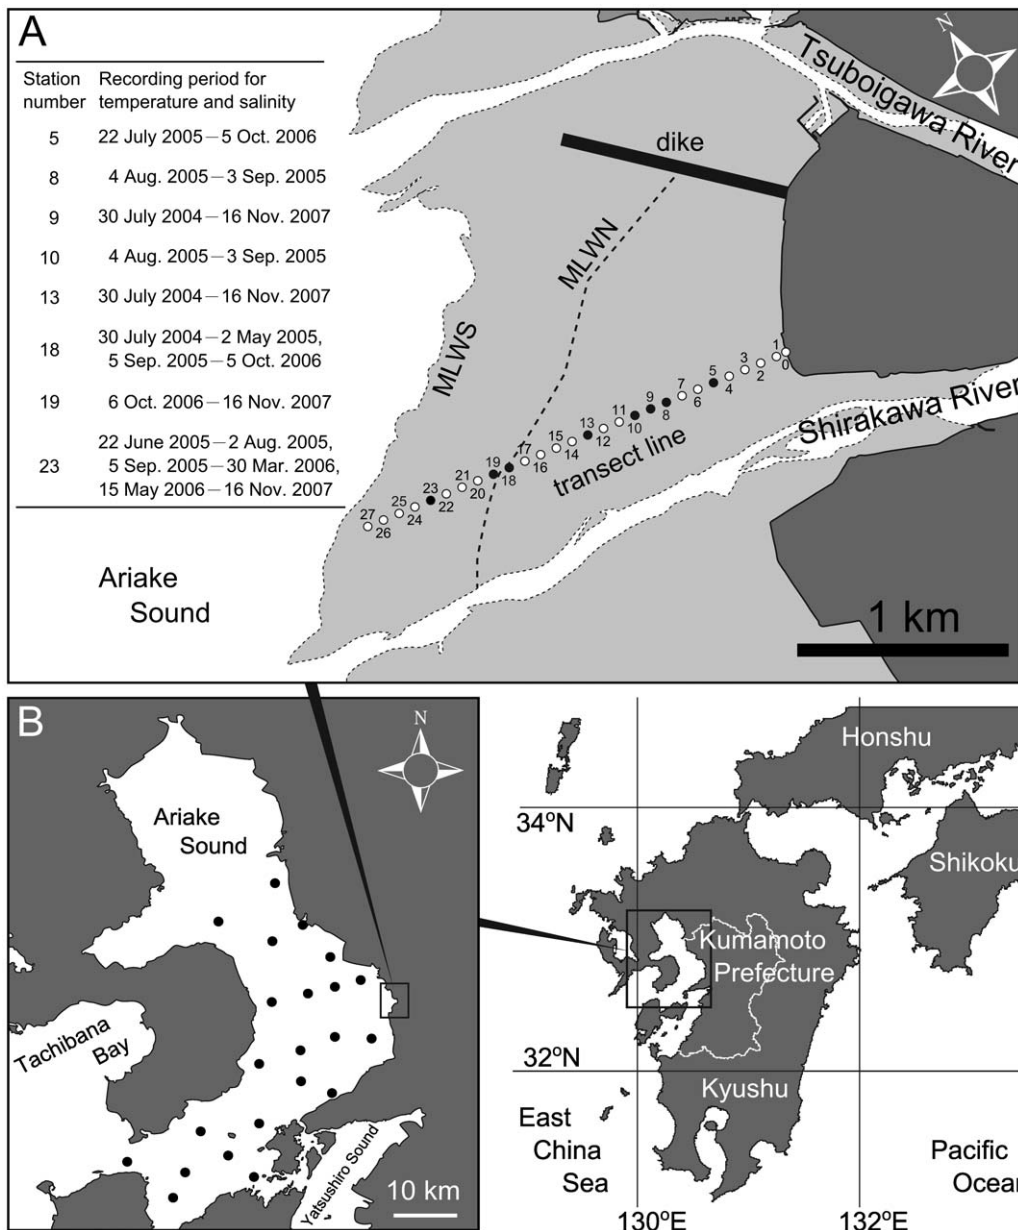 A
Station Recording period for
number temperature and salinity
5 22 July 2005–5 Oct. 2006
8 4 Aug. 2005–3 Sep. 2005
9 30 July 2004–16 Nov. 2007
10 4 Aug. 2005–3 Sep. 2005
13 30 July 2004–16 Nov. 2007
18 30 July 2004–2 May 2005,
5 Sep. 2005–5 Oct. 2006
19 6 Oct. 2006–16 Nov. 2007
23 22 June 2005–2 Aug. 2005,
5 Sep. 2005–30 Mar. 2006,
15 May 2006–16 Nov. 2007
N
Tsuboigawa River
dike
MLWN
MLWS
1
0
3
2
5
4
7
6
9
8
11
10
13
12
15
14
17
16
19
18
21
20
23
22
25
24
27
26
transect line
Shirakawa River
Ariake
Sound
1 km
B
N
Ariake
Sound
Tachibana
Bay
Yatsushiro Sound
10 km
Honshu
34ºN
Shikoku
Kumamoto
Prefecture
32ºN
Kyushu
East
China
Sea
Pacific
Ocean
130ºE
132ºE